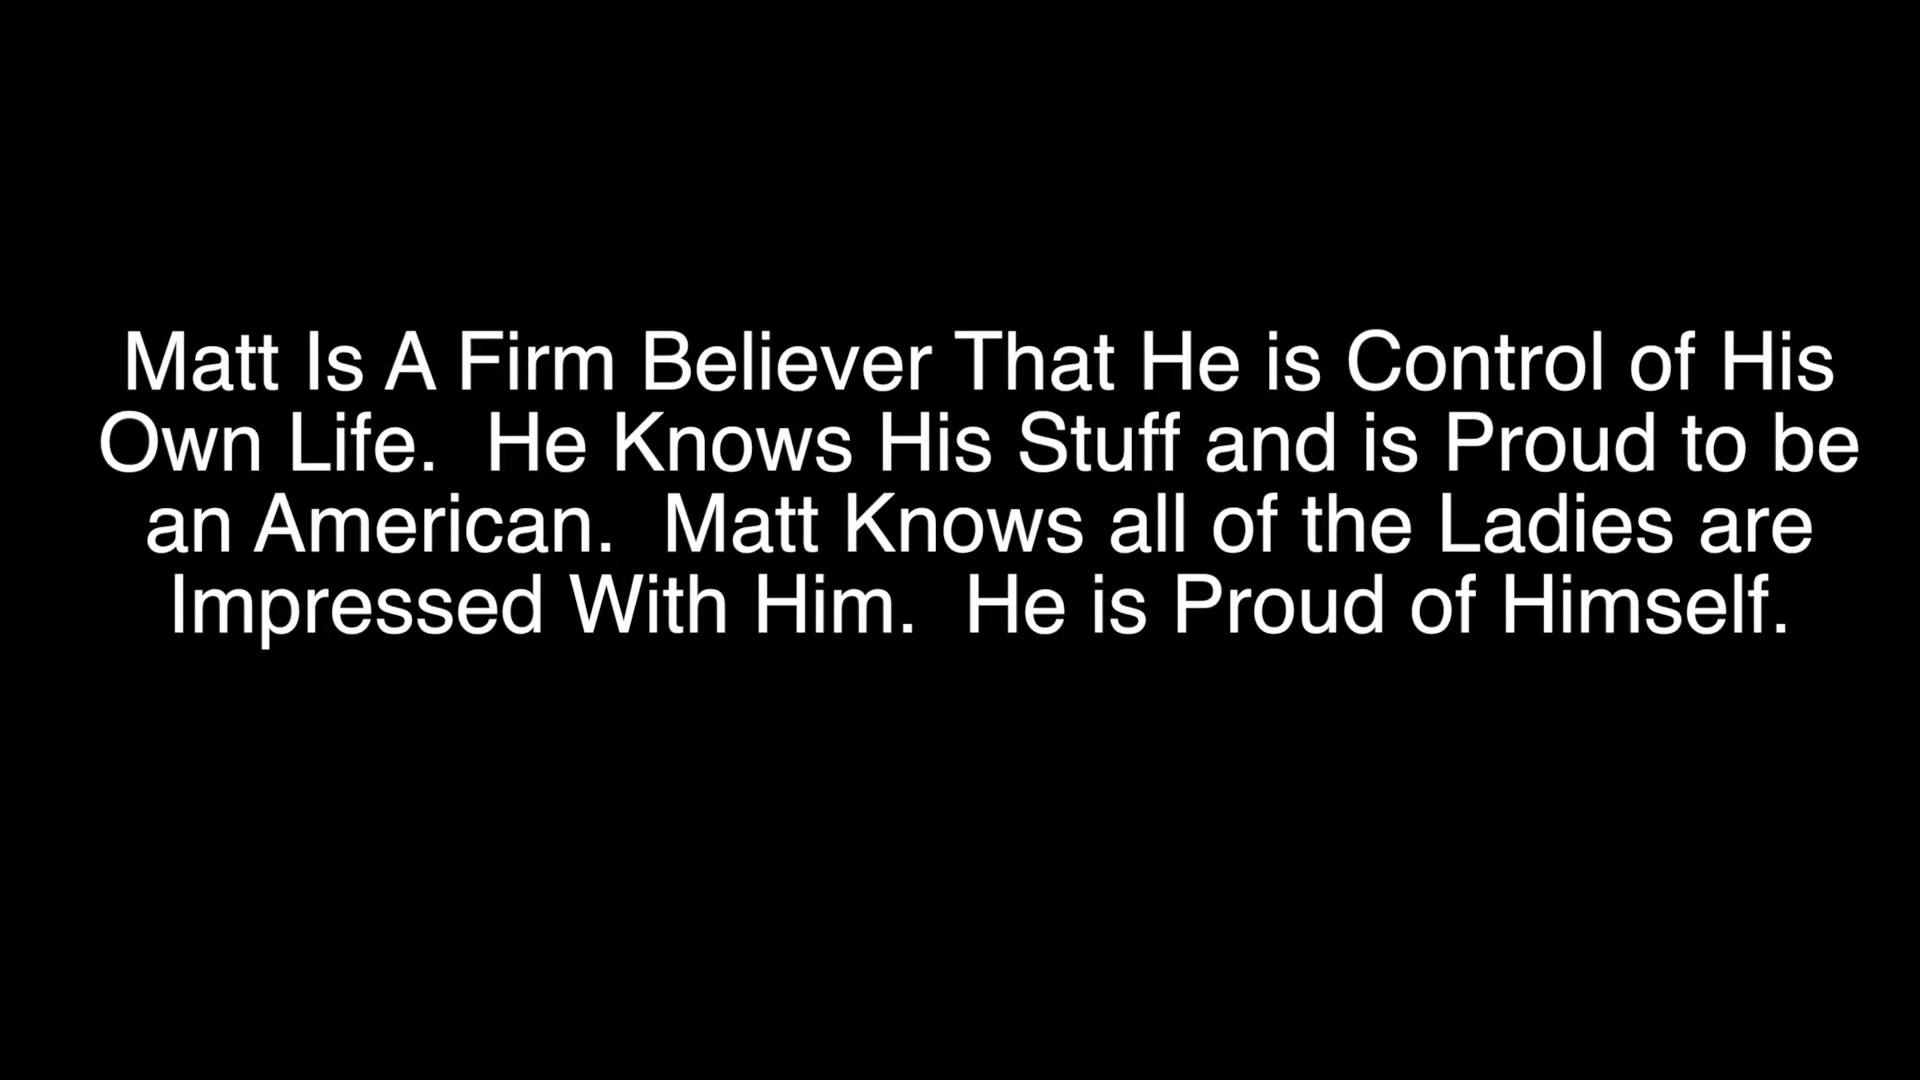 Matt Is A Firm Believer That He is Control of His
Own Life.  He Knows His Stuff and is Proud to be
an American.  Matt Knows all of the Ladies are
Impressed With Him.  He is Proud of Himself.